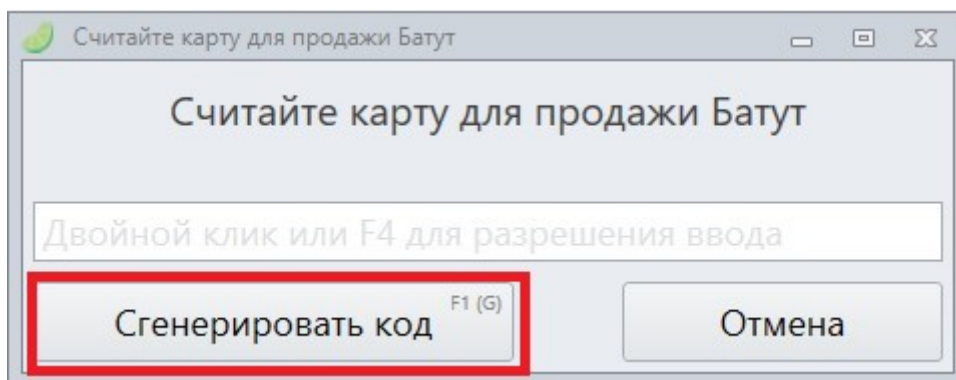 Считайте карту для продажи Батут
Считайте карту для продажи Батут
Двойной клик или F4 для разрешения ввода
Сгенерировать код F1 (G)
Отмена